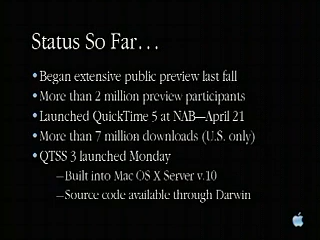 Status So Far…
• Began extensive public preview last fall
• More than 2 million preview participants
• Launched QuickTime 5 at NAB—April 21
• More than 7 million downloads (U.S. only)
• QTSS 3 launched Monday
—Built into Mac OS X Server v.10
—Source code available through Darwin